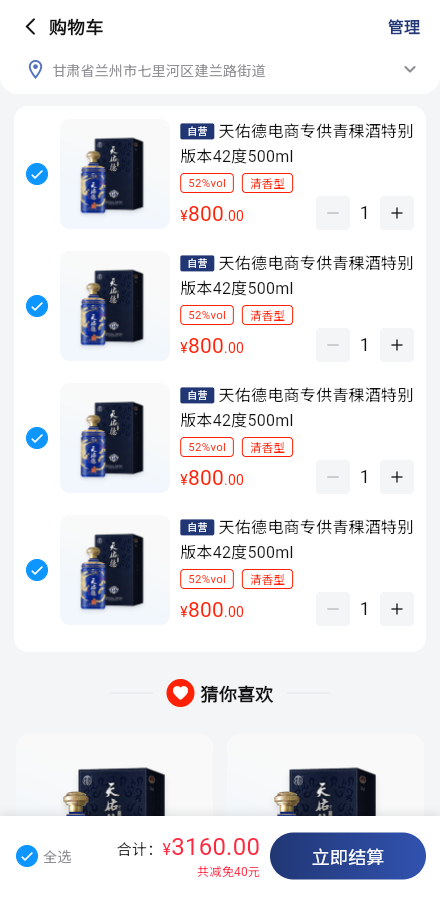 购物车 管理
甘肃省兰州市七里河区建兰路街道
自营 天佑德电商专供青稞酒特别
版本42度500ml
52%vol 清香型
¥800.00 1
自营 天佑德电商专供青稞酒特别
版本42度500ml
52%vol 清香型
¥800.00 1
自营 天佑德电商专供青稞酒特别
版本42度500ml
52%vol 清香型
¥800.00 1
自营 天佑德电商专供青稞酒特别
版本42度500ml
52%vol 清香型
¥800.00 1
猜你喜欢
全选 合计：¥3160.00 立即结算
共减免40元